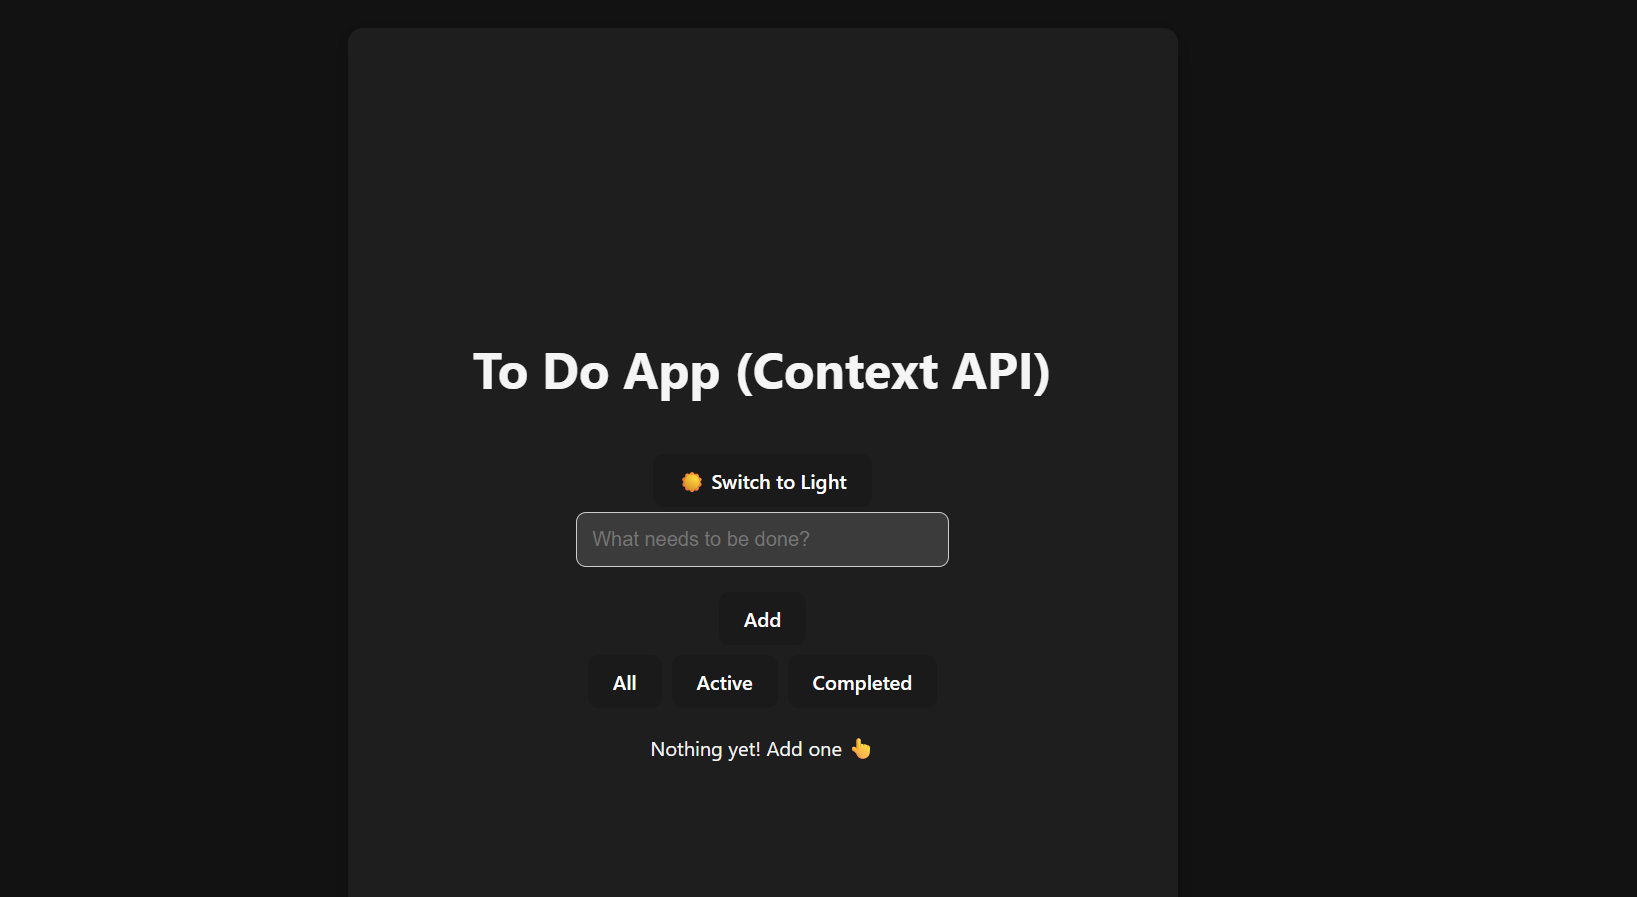 To Do App (Context API)
🌼 Switch to Light
What needs to be done?
Add
All Active Completed
Nothing yet! Add one 👆